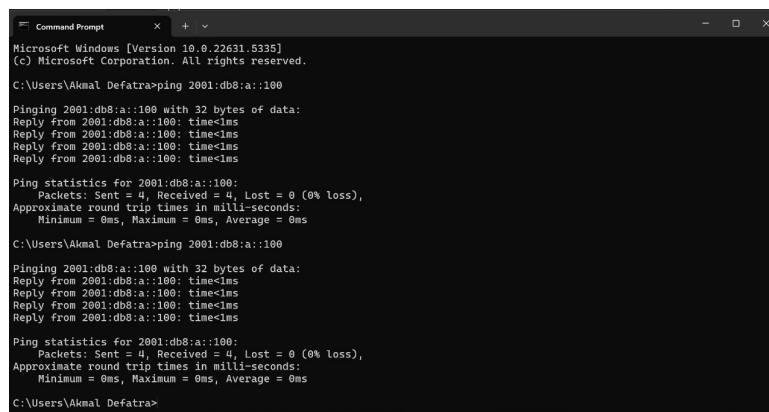 Command Prompt
Microsoft Windows [Version 10.0.22631.5335]
(c) Microsoft Corporation. All rights reserved.
C:\Users\Akmal Defatra>ping 2001:db8:a::100
Pinging 2001:db8:a::100 with 32 bytes of data:
Reply from 2001:db8:a::100: time<1ms
Reply from 2001:db8:a::100: time<1ms
Reply from 2001:db8:a::100: time<1ms
Reply from 2001:db8:a::100: time<1ms
Ping statistics for 2001:db8:a::100:
    Packets: Sent = 4, Received = 4, Lost = 0 (0% loss),
Approximate round trip times in milli-seconds:
    Minimum = 0ms, Maximum = 0ms, Average = 0ms
C:\Users\Akmal Defatra>ping 2001:db8:a::100
Pinging 2001:db8:a::100 with 32 bytes of data:
Reply from 2001:db8:a::100: time<1ms
Reply from 2001:db8:a::100: time<1ms
Reply from 2001:db8:a::100: time<1ms
Reply from 2001:db8:a::100: time<1ms
Ping statistics for 2001:db8:a::100:
    Packets: Sent = 4, Received = 4, Lost = 0 (0% loss),
Approximate round trip times in milli-seconds:
    Minimum = 0ms, Maximum = 0ms, Average = 0ms
C:\Users\Akmal Defatra>